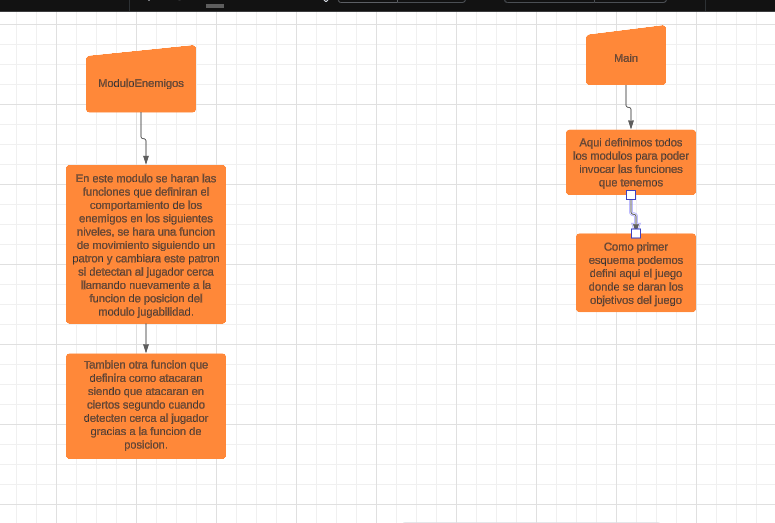 ModuloEnemigos
En este modulo se haran las
funciones que definiran el
comportamiento de los
enemigos en los siguientes
niveles, se hara una funcion
de movimiento siguiendo un
patron y cambiara este patron
si detectan al jugador cerca
llamando nuevamente a la
funcion de posicion del
modulo jugabilidad.
Tambien otra funcion que
definira como atacaran
siendo que atacaran en
ciertos segundo cuando
detecten cerca al jugador
gracias a la funcion de
posicion.
Main
Aqui definimos todos
los modulos para poder
invocar las funciones
que tenemos
Como primer
esquema podemos
defini aqui el juego
donde se daran los
objetivos del juego